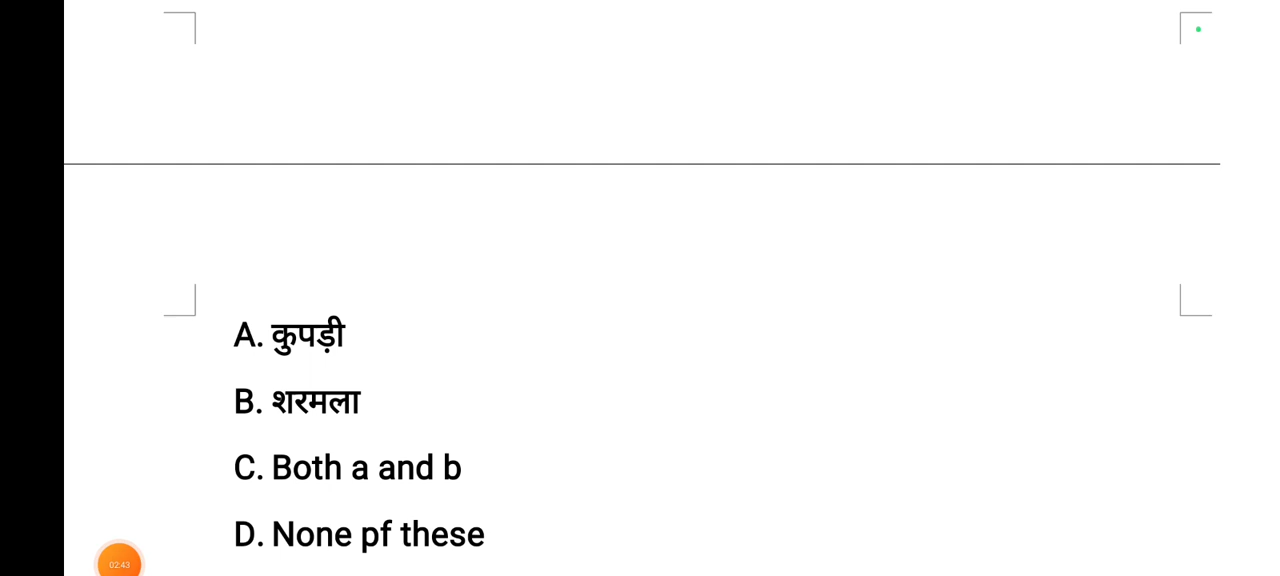 A. कुपड़ी
B. शरमला
C. Both a and b
D. None pf these
02:43